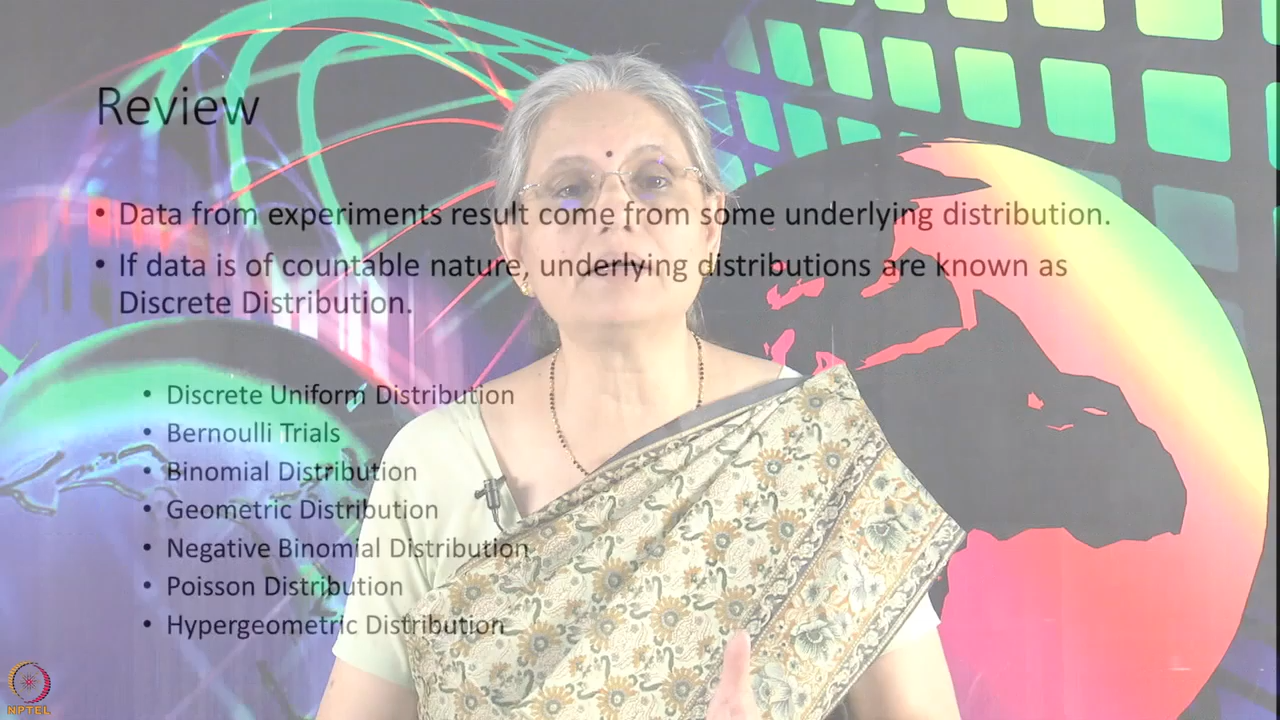 Review
• Data from experiments result come from some underlying distribution.
• If data is of countable nature, underlying distributions are known as
Discrete Distribution.
• Discrete Uniform Distribution
• Bernoulli Trials
• Binomial Distribution
• Geometric Distribution
• Negative Binomial Distribution
• Poisson Distribution
• Hypergeometric Distribution
NPTEL